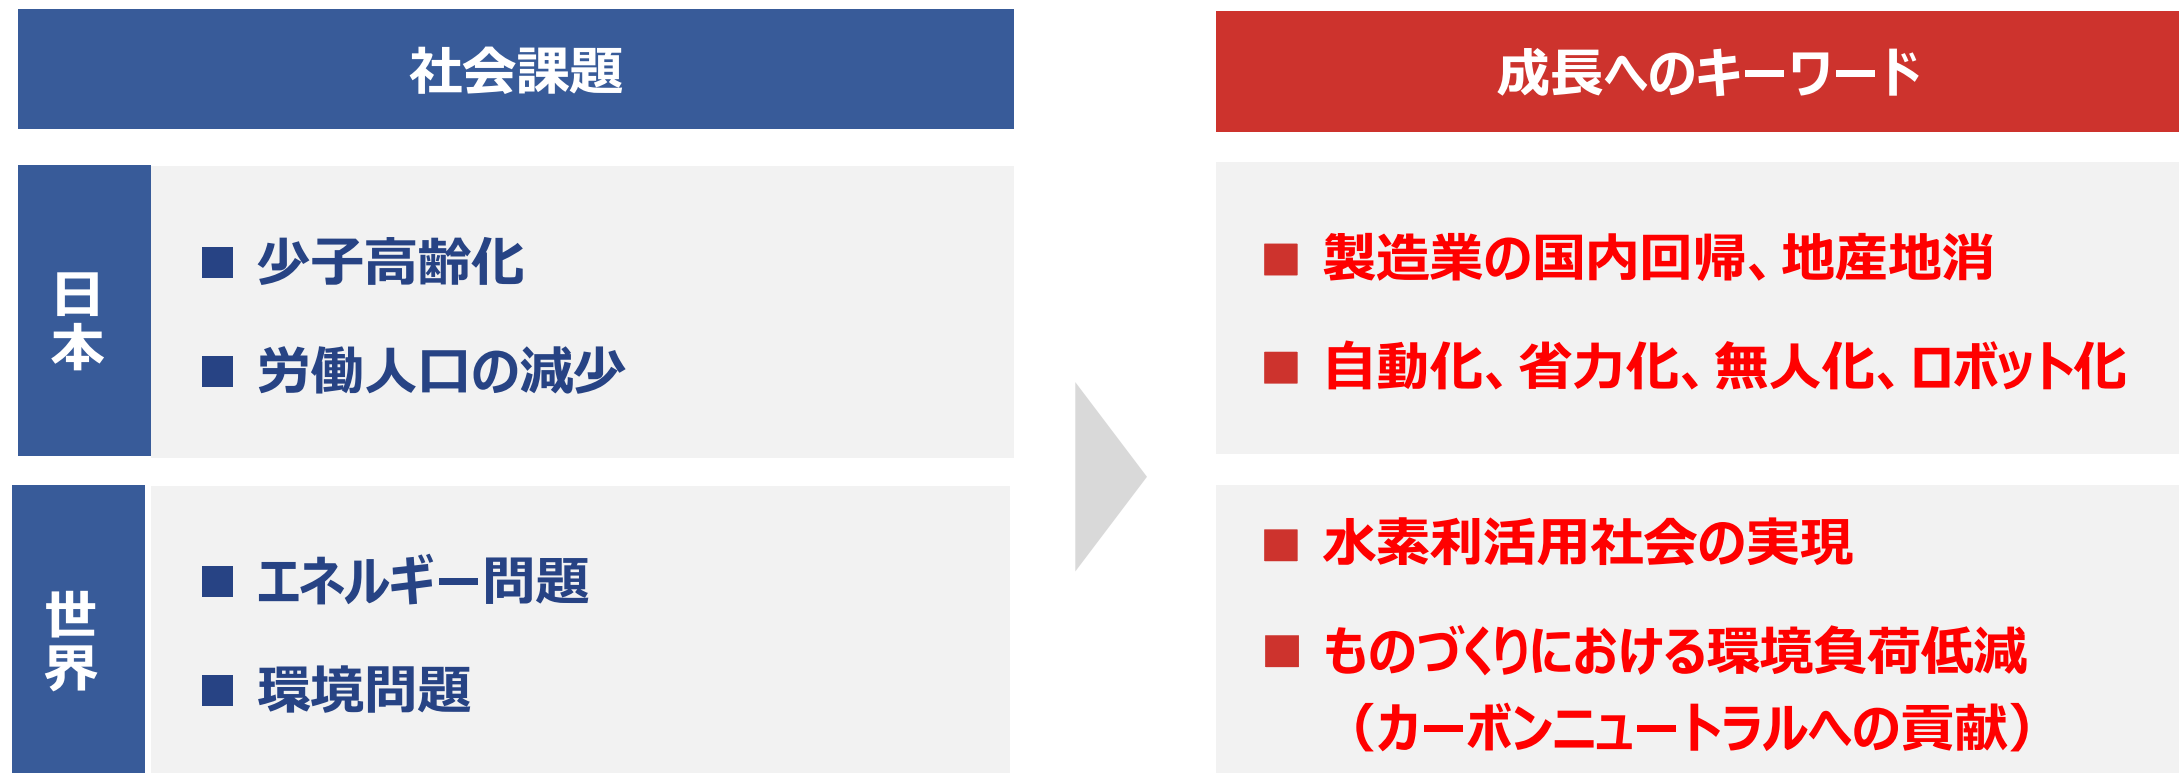 社会課題
成長へのキーワード
日本
■ 少子高齢化
■ 労働人口の減少
■ 製造業の国内回帰、地産地消
■ 自動化、省力化、無人化、ロボット化
世界
■ エネルギー問題
■ 環境問題
■ 水素利活用社会の実現
■ ものづくりにおける環境負荷低減
（カーボンニュートラルへの貢献）